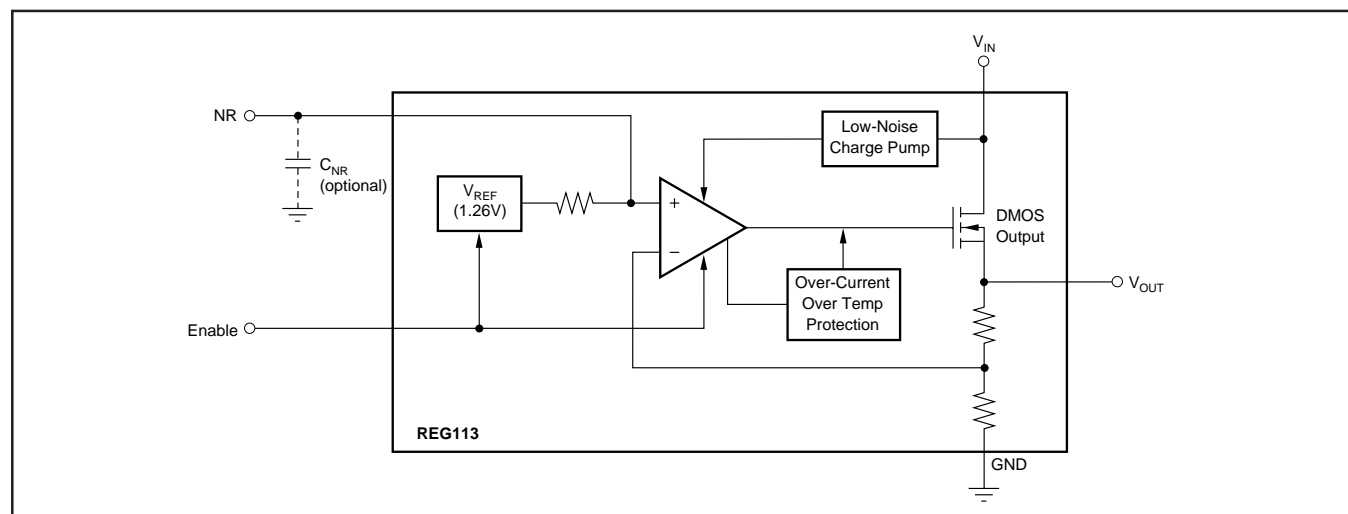 V_IN
NR
Low-Noise
Charge Pump
C_NR
(optional)
V_REF
(1.26V)
+
−
DMOS
Output
Over-Current
Over Temp
Protection
V_OUT
Enable
REG113
GND